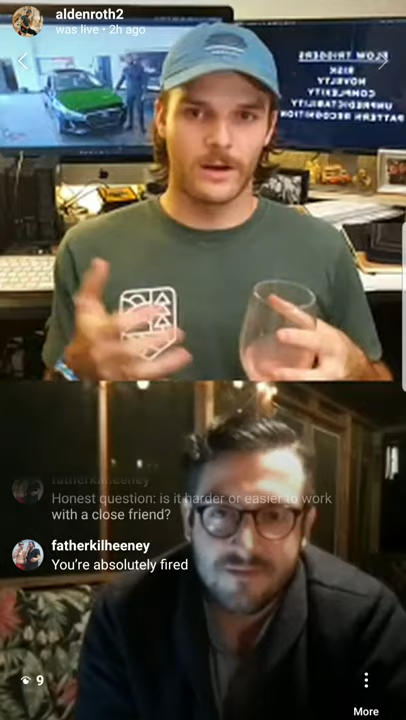 aldenroth2
was live • 2h ago
FLOW TRIGGERS
RISK
NOVELTY
COMPLEXITY
UNPREDICTABILITY
PATTERN RECOGNITION
fatherkilheeney
Honest question: is it harder or easier to work
with a close friend?
fatherkilheeney
You're absolutely fired
9
More